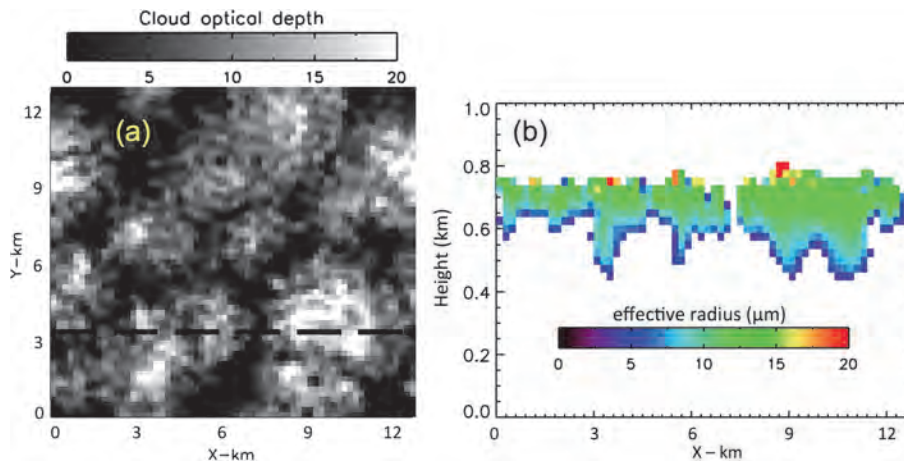 Cloud optical depth
0 5 10 15 20
(a)
12
9
6
3
0
Y-km
0 3 6 9 12
X-km
(b)
1.0
0.8
0.6
0.4
0.2
0.0
Height (km)
effective radius (μm)
0 5 10 15 20
0 3 6 9 12
X-km